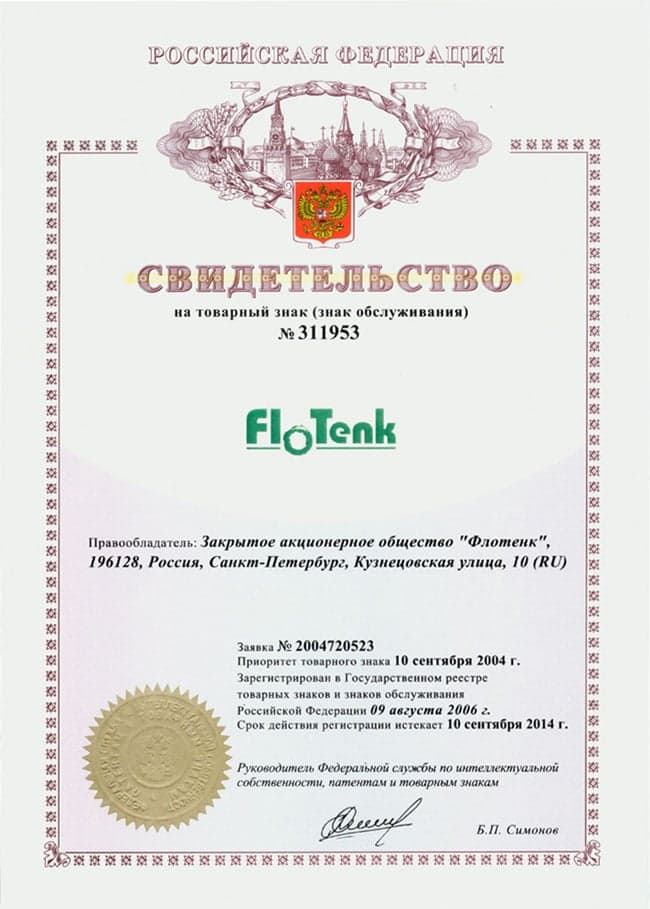 РОССИЙСКАЯ ФЕДЕРАЦИЯ
СВИДЕТЕЛЬСТВО
на товарный знак (знак обслуживания)
№ 311953
FloTenk
Правообладатель: Закрытое акционерное общество "Флотенк",
196128, Россия, Санкт-Петербург, Кузнецовская улица, 10 (RU)
Заявка № 2004720523
Приоритет товарного знака 10 сентября 2004 г.
Зарегистрирован в Государственном реестре
товарных знаков и знаков обслуживания
Российской Федерации 09 августа 2006 г.
Срок действия регистрации истекает 10 сентября 2014 г.
Руководитель Федеральной службы по интеллектуальной
собственности, патентам и товарным знакам
Б.П. Симонов